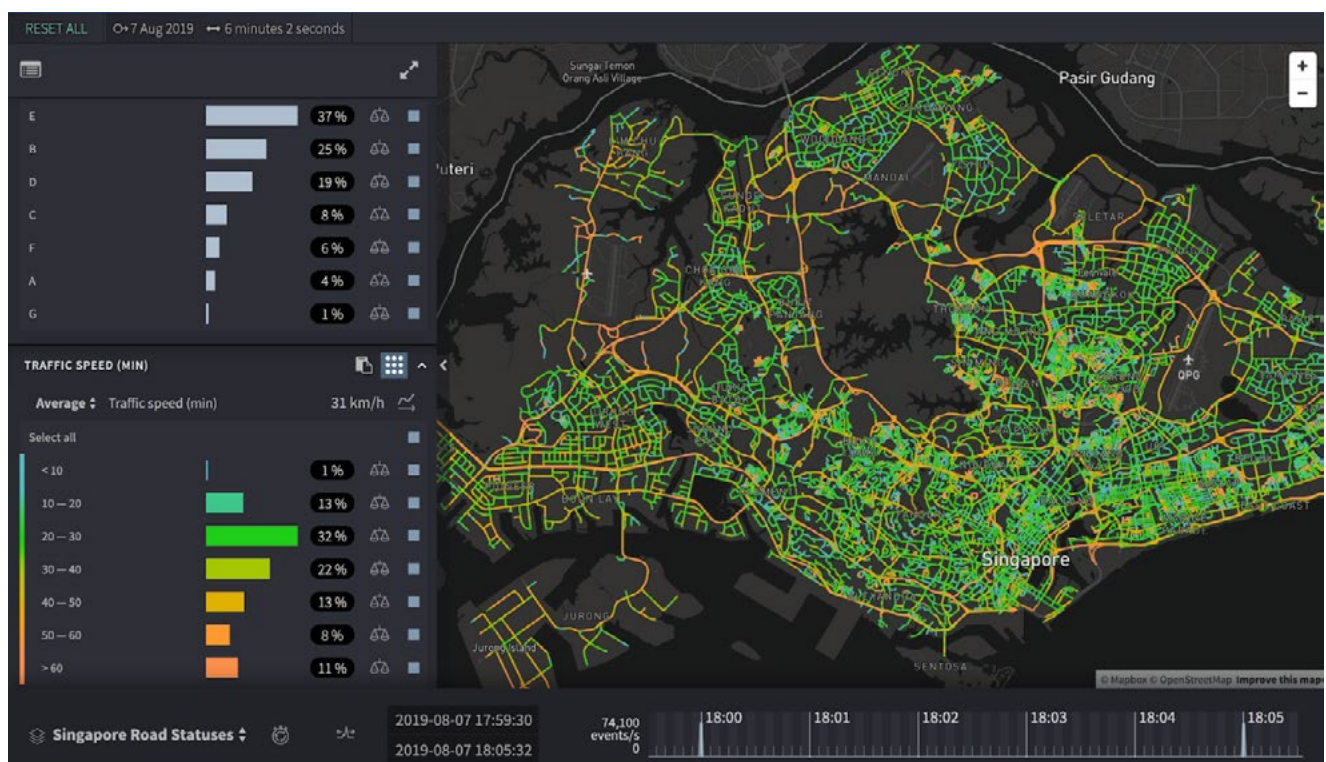 RESET ALL
7 Aug 2019
6 minutes 2 seconds
E
37 %
B
25 %
D
19 %
C
8 %
F
6 %
A
4 %
G
1 %
TRAFFIC SPEED (MIN)
Average
Traffic speed (min)
31 km/h
Select all
< 10
1 %
10 — 20
13 %
20 — 30
32 %
30 — 40
22 %
40 — 50
13 %
50 — 60
8 %
> 60
11 %
Sungai Temon
Orang Asli Village
Pasir Gudang
+
−
uteri
MANDAI
SELETAR
QPG
Singapore
JURONG
Jurong Island
SENTOSA
© Mapbox © OpenStreetMap Improve this map
Singapore Road Statuses
2019-08-07 17:59:30
2019-08-07 18:05:32
74,100
events/s
0
18:00
18:01
18:02
18:03
18:04
18:05